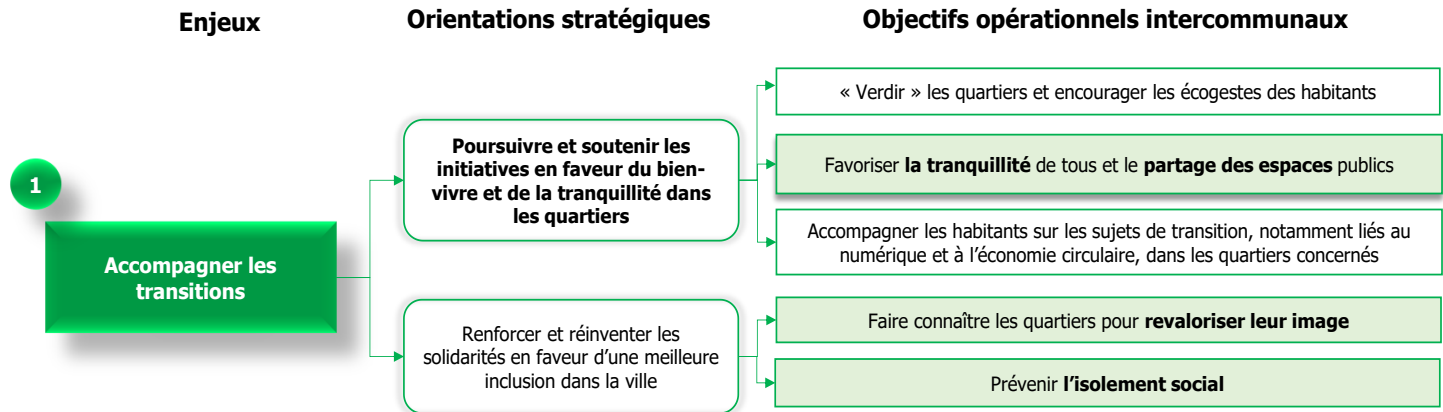 Enjeux
Orientations stratégiques
Objectifs opérationnels intercommunaux
1
Accompagner les
transitions
Poursuivre et soutenir les
initiatives en faveur du bien-
vivre et de la tranquillité dans
les quartiers
« Verdir » les quartiers et encourager les écogestes des habitants
Favoriser la tranquillité de tous et le partage des espaces publics
Accompagner les habitants sur les sujets de transition, notamment liés au
numérique et à l’économie circulaire, dans les quartiers concernés
Renforcer et réinventer les
solidarités en faveur d’une meilleure
inclusion dans la ville
Faire connaître les quartiers pour revaloriser leur image
Prévenir l’isolement social